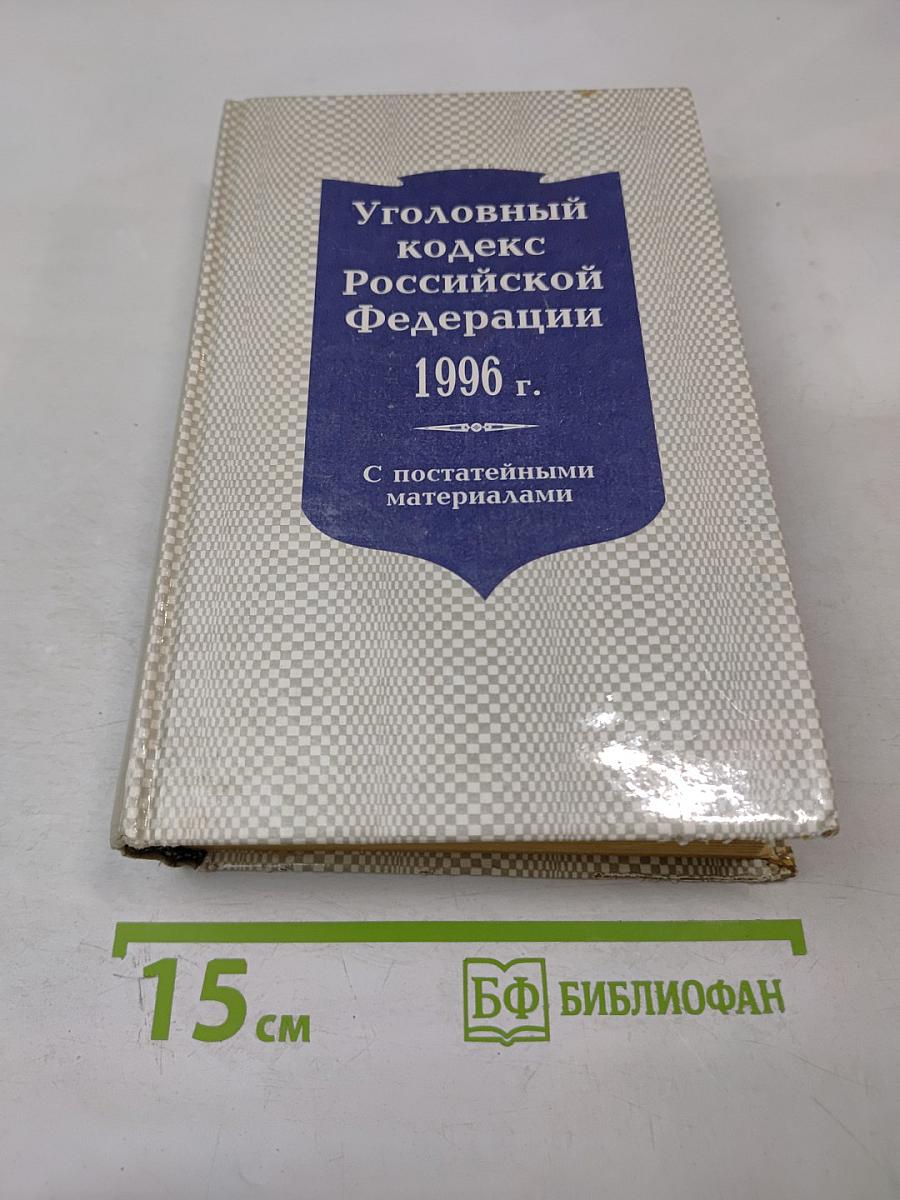 Уголовный
кодекс
Российской
Федерации
1996 г.
С постатейными
материалами
15 см
БФ БИБЛИОФАН